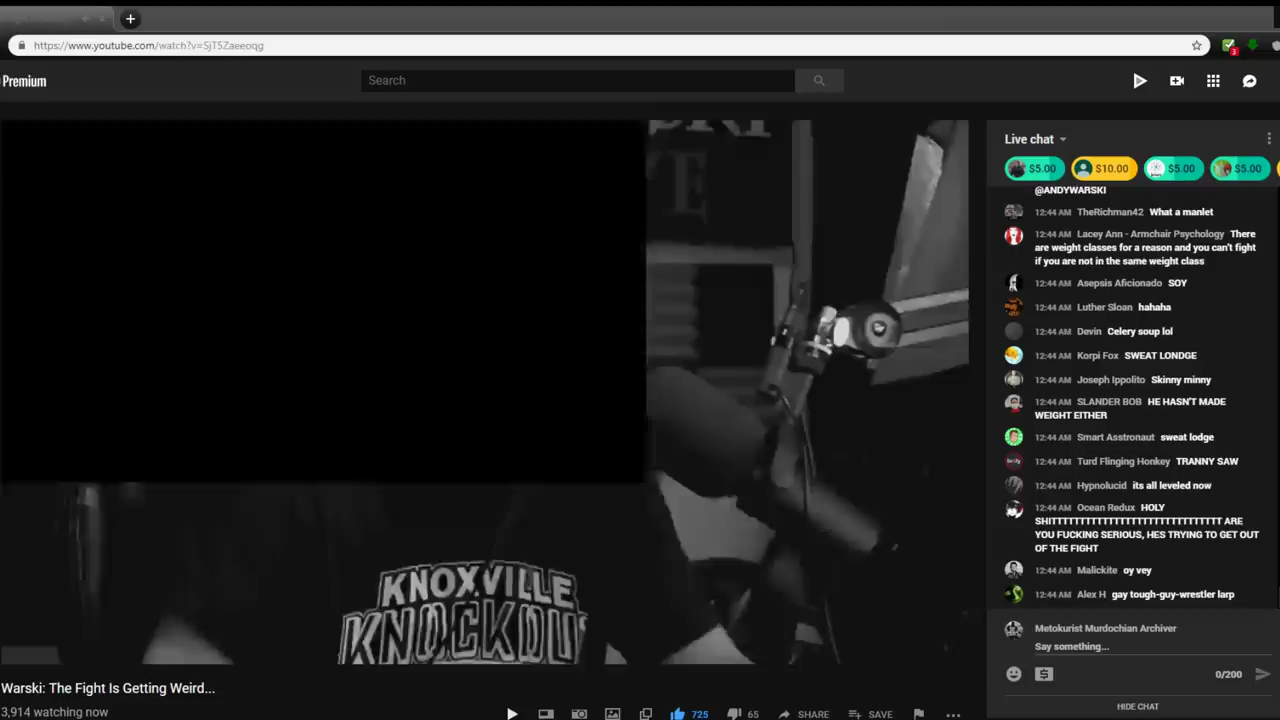 https://www.youtube.com/watch?v=SjT5Zaeeoqg
Premium
Search
Live chat
$5.00
$10.00
$5.00
$5.00
@ANDYWARSKI
12:44 AM TheRichman42 What a manlet
12:44 AM Lacey Ann - Armchair Psychology There
are weight classes for a reason and you can't fight
if you are not in the same weight class
12:44 AM Asepsis Aficionado SOY
12:44 AM Luther Sloan hahaha
12:44 AM Devin Celery soup lol
12:44 AM Korpi Fox SWEAT LONDGE
12:44 AM Joseph Ippolito Skinny minny
12:44 AM SLANDER BOB HE HASN'T MADE
WEIGHT EITHER
12:44 AM Smart Asstronaut sweat lodge
12:44 AM Turd Flinging Honkey TRANNY SAW
12:44 AM Hypnolucid its all leveled now
12:44 AM Ocean Redux HOLY
SHITTTTTTTTTTTTTTTTTTTTTTTTTTTTT ARE
YOU FUCKING SERIOUS, HES TRYING TO GET OUT
OF THE FIGHT
12:44 AM Malickite oy vey
12:44 AM Alex H gay tough-guy-wrestler larp
Metokurist Murdochian Archiver
Say something...
0/200
HIDE CHAT
KNOXVILLE
KNOCKOU
Warski: The Fight Is Getting Weird...
3,914 watching now
725
65
SHARE
SAVE